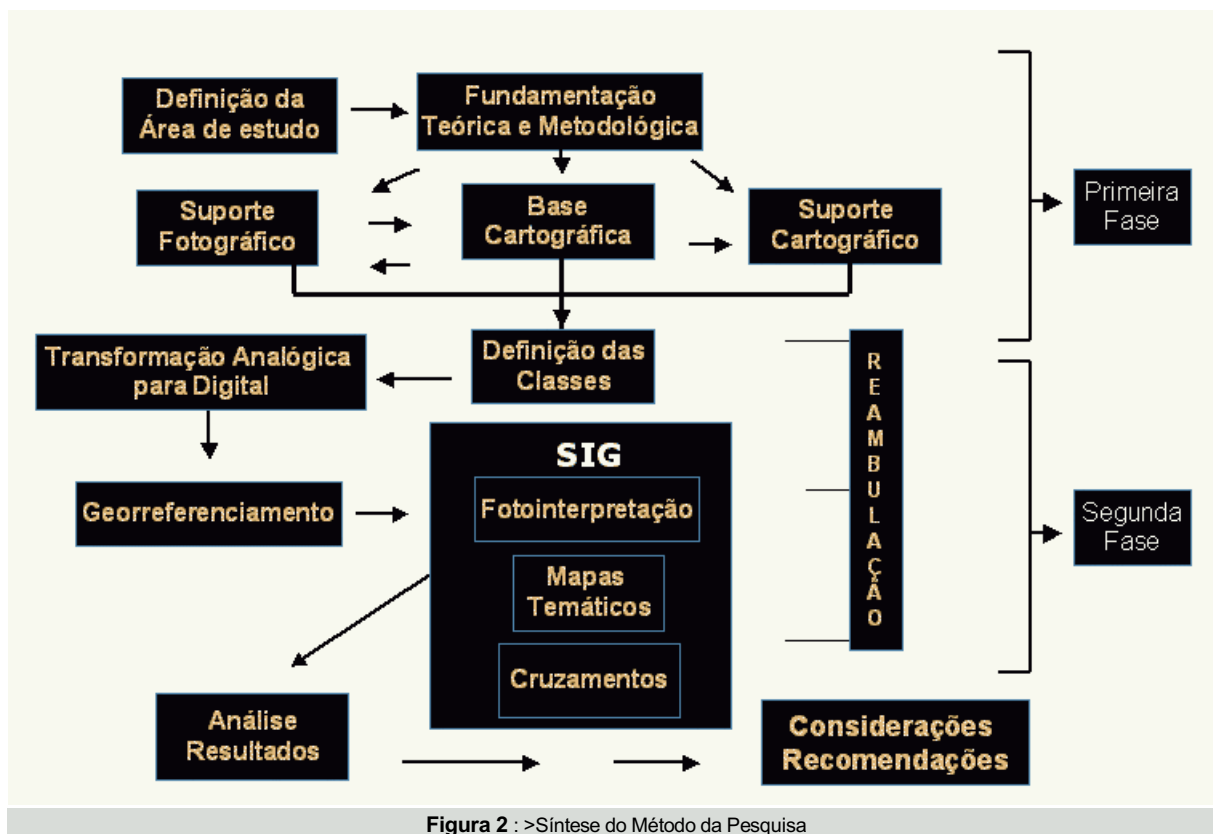 Definição da
Área de estudo
Fundamentação
Teórica e Metodológica
Suporte
Fotográfico
Base
Cartográfica
Suporte
Cartográfico
Primeira
Fase
Transformação Analógica
para Digital
Definição das
Classes
REAMBULAÇÃO
SIG
Fotointerpretação
Mapas
Temáticos
Cruzamentos
Georreferenciamento
Segunda
Fase
Análise
Resultados
Considerações
Recomendações
Figura 2 : >Síntese do Método da Pesquisa